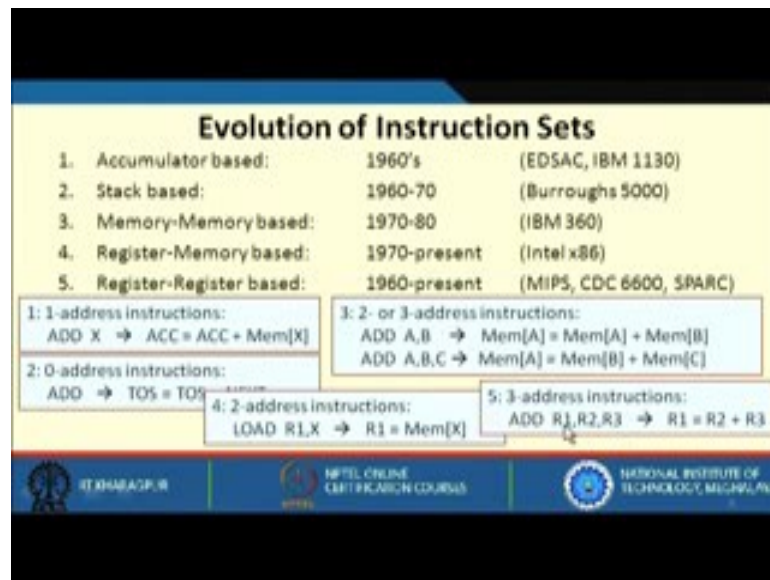 Evolution of Instruction Sets
1. Accumulator based: 1960's (EDSAC, IBM 1130)
2. Stack based: 1960-70 (Burroughs 5000)
3. Memory-Memory based: 1970-80 (IBM 360)
4. Register-Memory based: 1970-present (Intel x86)
5. Register-Register based: 1960-present (MIPS, CDC 6600, SPARC)
1: 1-address instructions:
ADD X → ACC = ACC + Mem[X]
2: 0-address instructions:
ADD → TOS = TOS
3: 2- or 3-address instructions:
ADD A,B → Mem[A] = Mem[A] + Mem[B]
ADD A,B,C → Mem[A] = Mem[B] + Mem[C]
4: 2-address instructions:
LOAD R1,X → R1 = Mem[X]
5: 3-address instructions:
ADD R1,R2,R3 → R1 = R2 + R3
IIT KHARAGPUR
NPTEL ONLINE
CERTIFICATION COURSES
NATIONAL INSTITUTE OF
TECHNOLOGY, MEGHALAYA